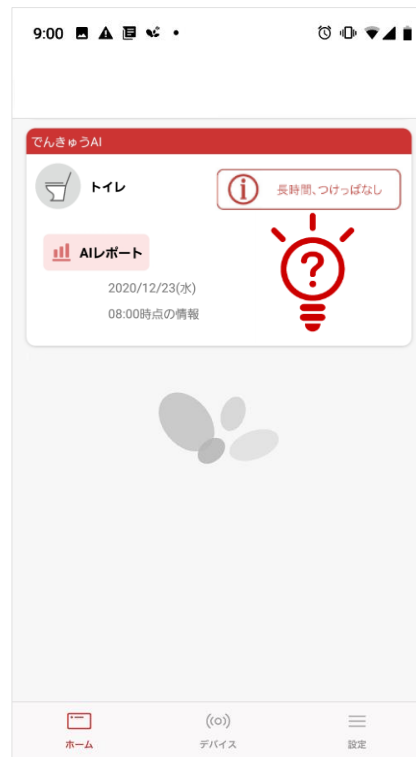 9:00
でんきゅうAI
トイレ
長時間、つけっぱなし
?
AIレポート
2020/12/23(水)
08:00時点の情報
ホーム
デバイス
設定